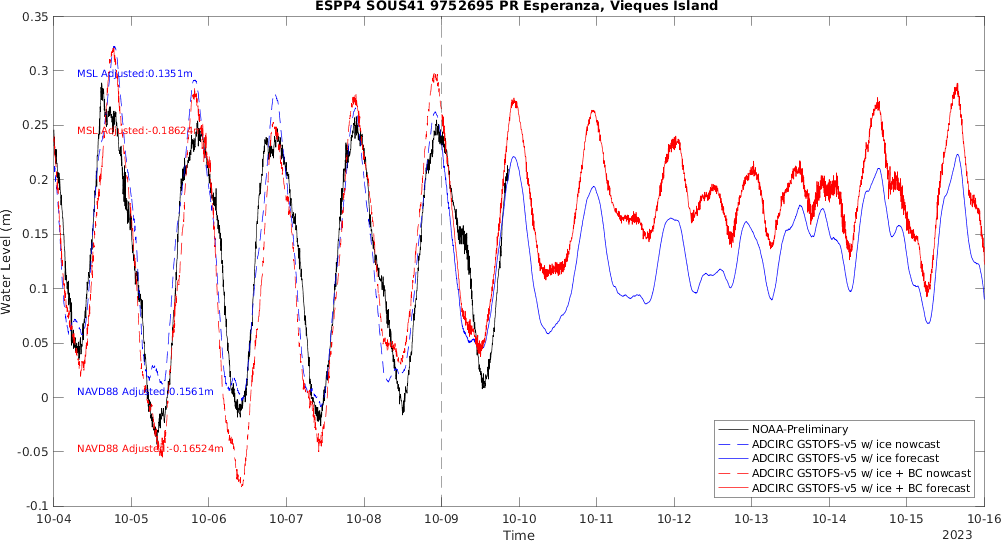 ESPP4 SOUS41 9752695 PR Esperanza, Vieques Island
0.35
0.3
0.25
0.2
0.15
0.1
0.05
0
-0.05
-0.1
Water Level (m)
MSL Adjusted:0.1351m
MSL Adjusted:-0.18624m
NAVD88 Adjusted:0.1561m
NAVD88 Adjusted:-0.16524m
NOAA-Preliminary
ADCIRC GSTOFS-v5 w/ ice nowcast
ADCIRC GSTOFS-v5 w/ ice forecast
ADCIRC GSTOFS-v5 w/ ice + BC nowcast
ADCIRC GSTOFS-v5 w/ ice + BC forecast
10-04 10-05 10-06 10-07 10-08 10-09 10-10 10-11 10-12 10-13 10-14 10-15 10-16
Time
2023